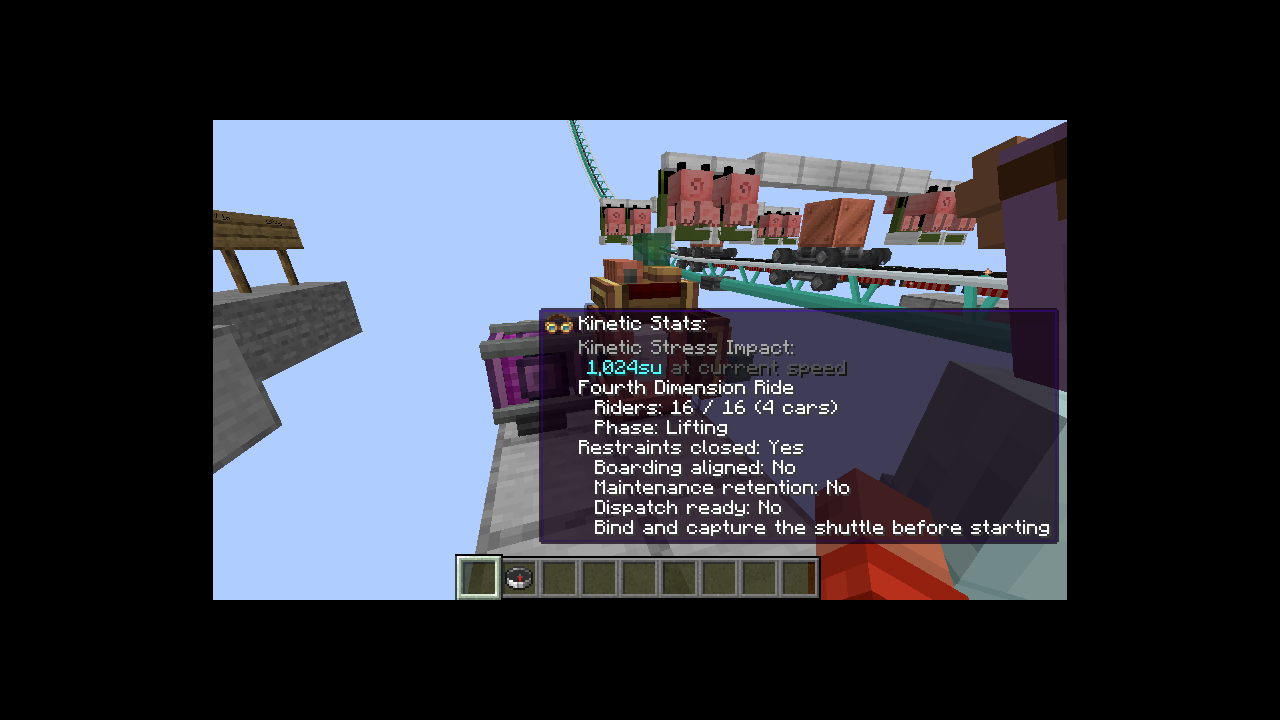 Kinetic Stats:
Kinetic Stress Impact:
1,024su at current speed
Fourth Dimension Ride
Riders: 16 / 16 (4 cars)
Phase: Lifting
Restraints closed: Yes
Boarding aligned: No
Maintenance retention: No
Dispatch ready: No
Bind and capture the shuttle before starting